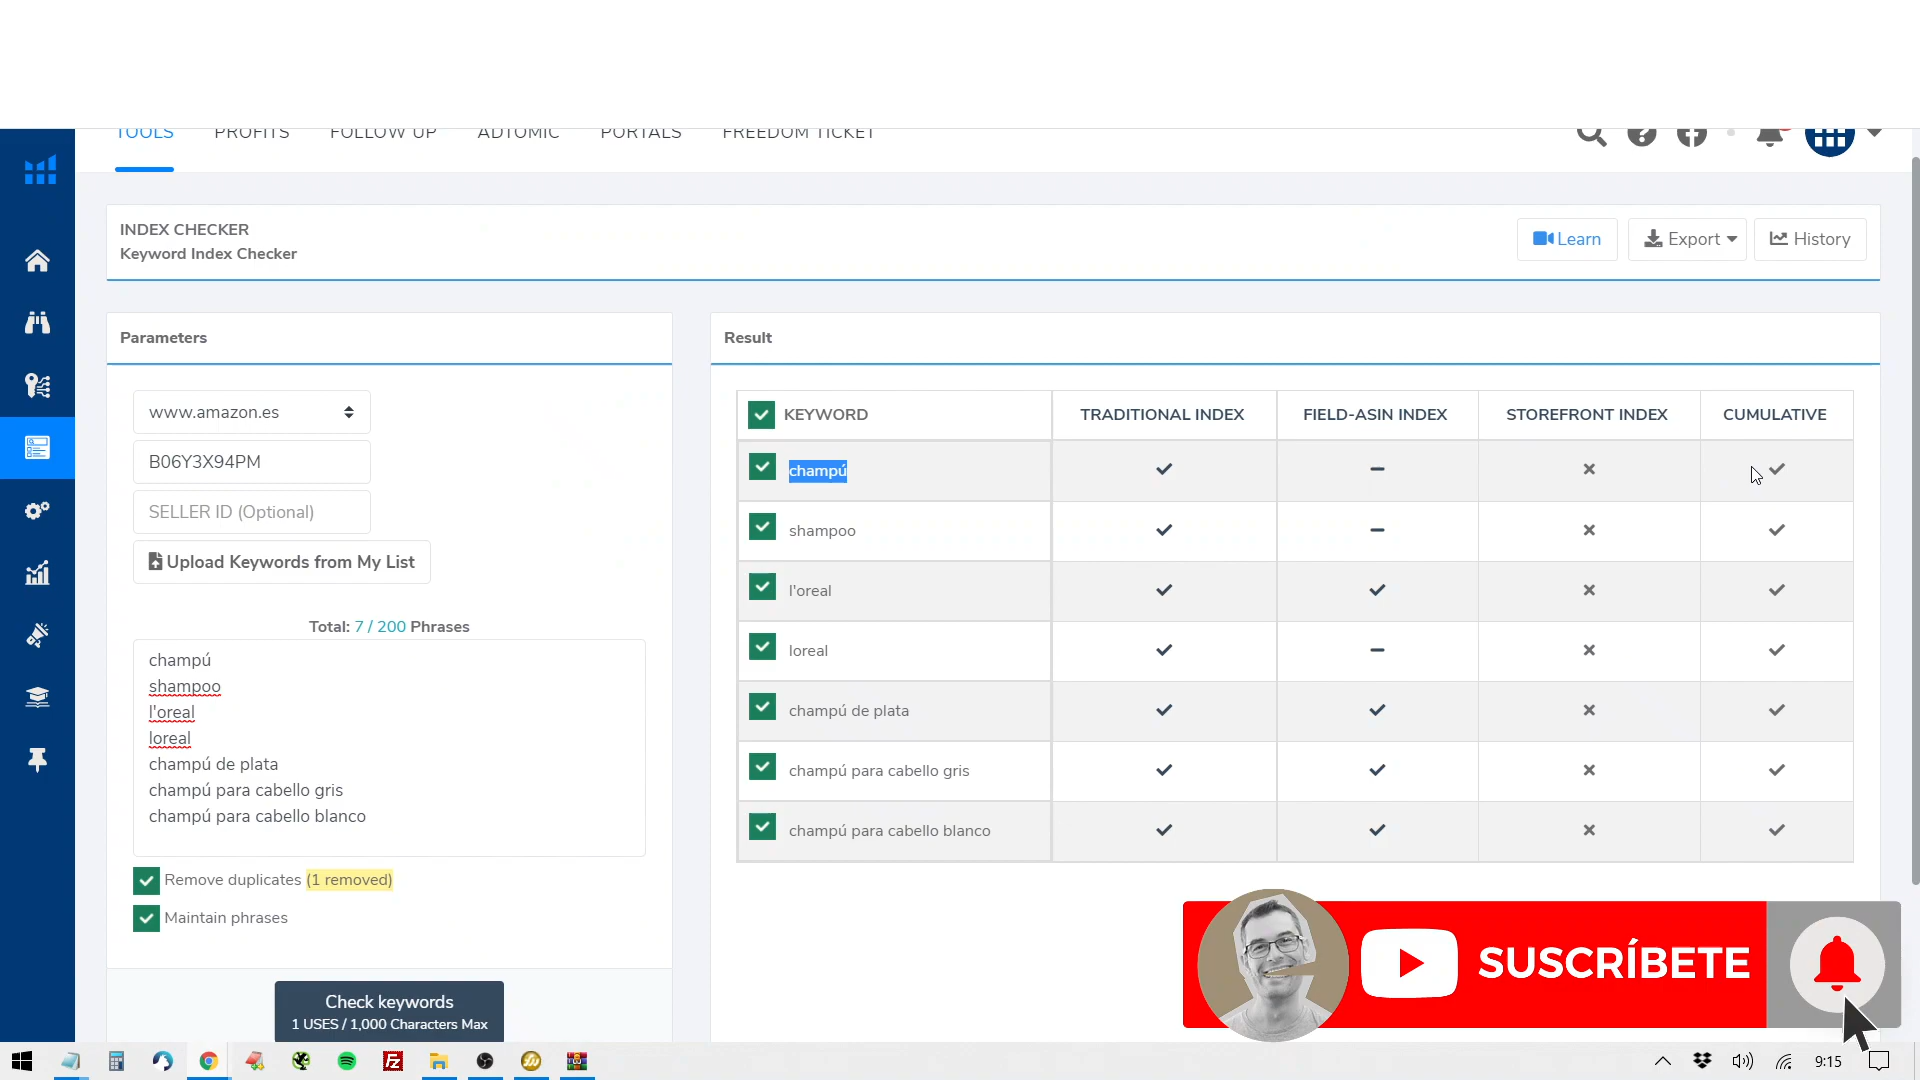 TOOLS PROFITS FOLLOW UP ADTOMIC PORTALS FREEDOM TICKET
INDEX CHECKER
Keyword Index Checker
Learn
Export
History
Parameters
www.amazon.es
B06Y3X94PM
SELLER ID (Optional)
Upload Keywords from My List
Total: 7 / 200 Phrases
champú
shampoo
l'oreal
loreal
champú de plata
champú para cabello gris
champú para cabello blanco
Remove duplicates (1 removed)
Maintain phrases
Check keywords
1 USES / 1,000 Characters Max
Result
KEYWORD TRADITIONAL INDEX FIELD-ASIN INDEX STOREFRONT INDEX CUMULATIVE
champú
shampoo
l'oreal
loreal
champú de plata
champú para cabello gris
champú para cabello blanco
SUSCRÍBETE
9:15